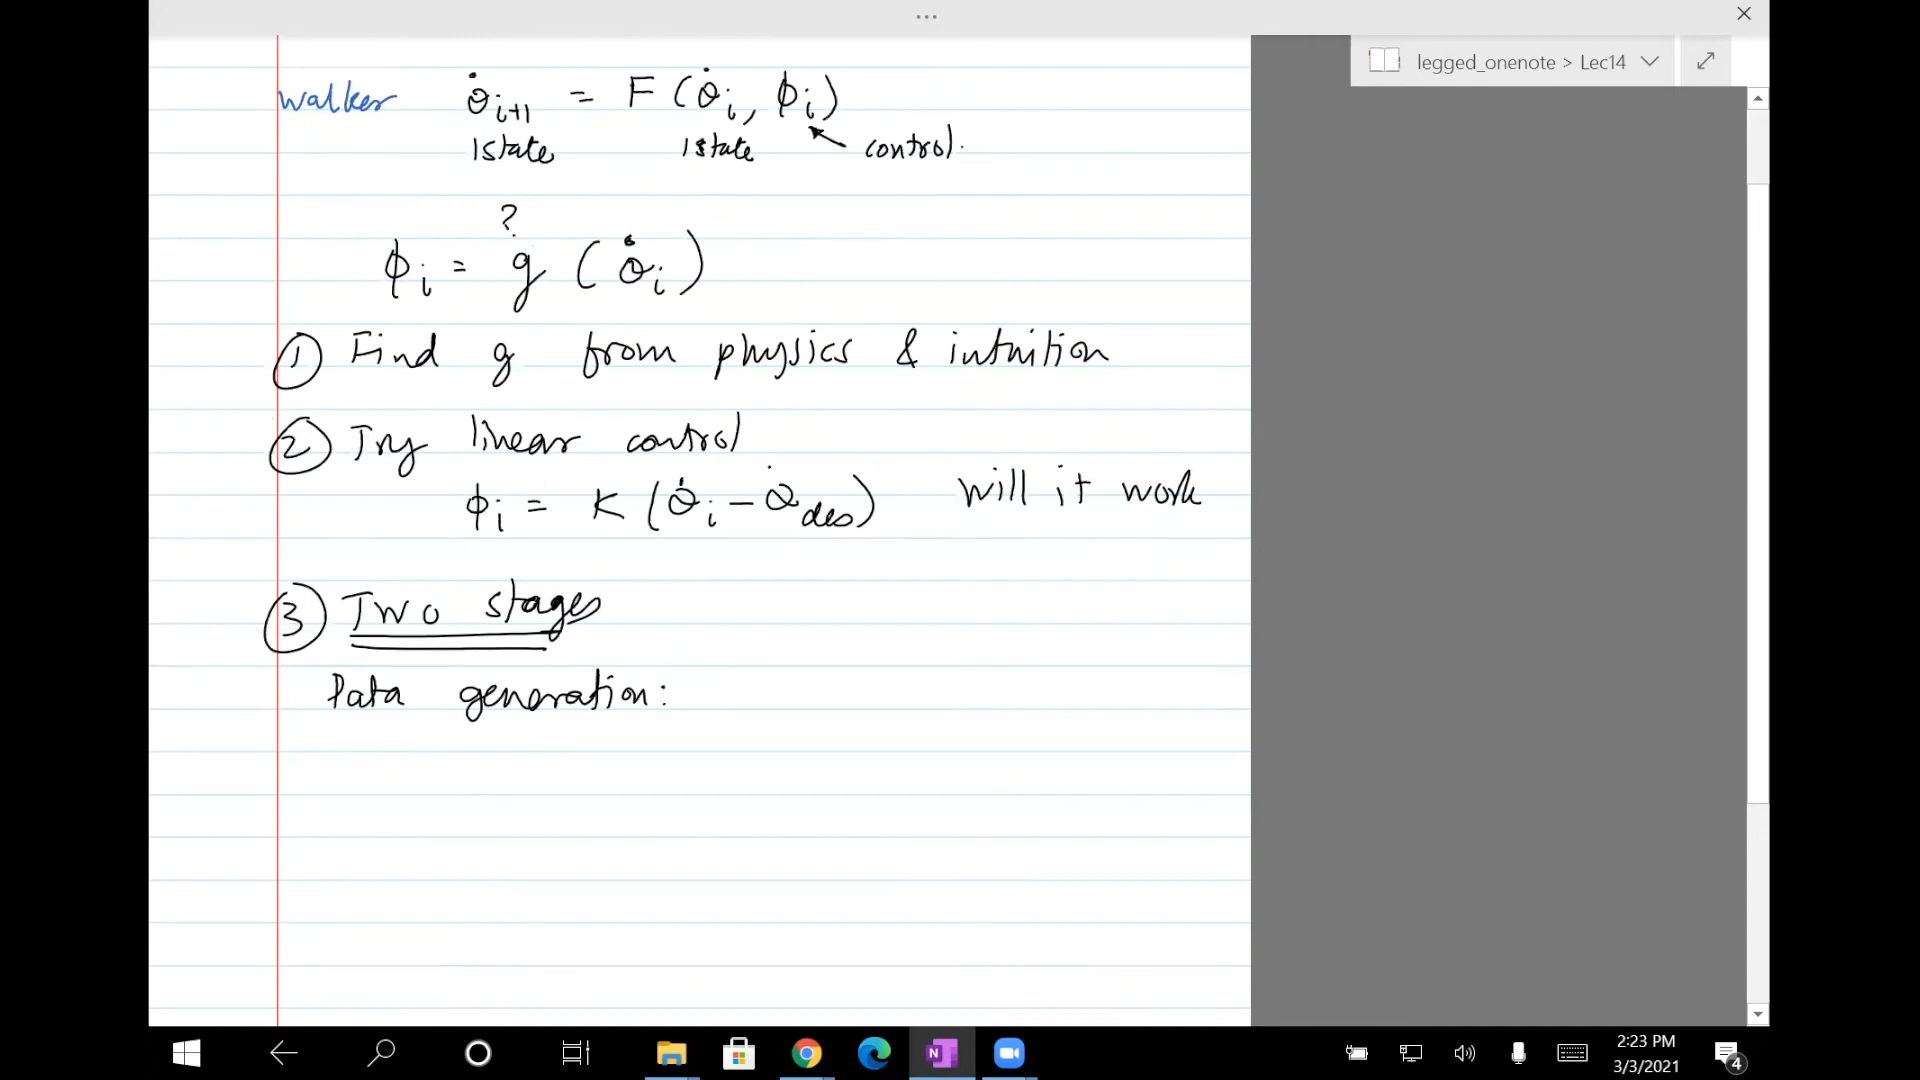 legged_onenote > Lec14
walker θ̇ᵢ₊₁ = F (θ̇ᵢ, ϕᵢ)
1state 1state control.
?
ϕᵢ = g (θ̇ᵢ)
① Find g from physics & intuition
② Try linear control
ϕᵢ = K (θ̇ᵢ - θ̇des) will it work
③ Two stages
Data generation:
2:23 PM
3/3/2021
4